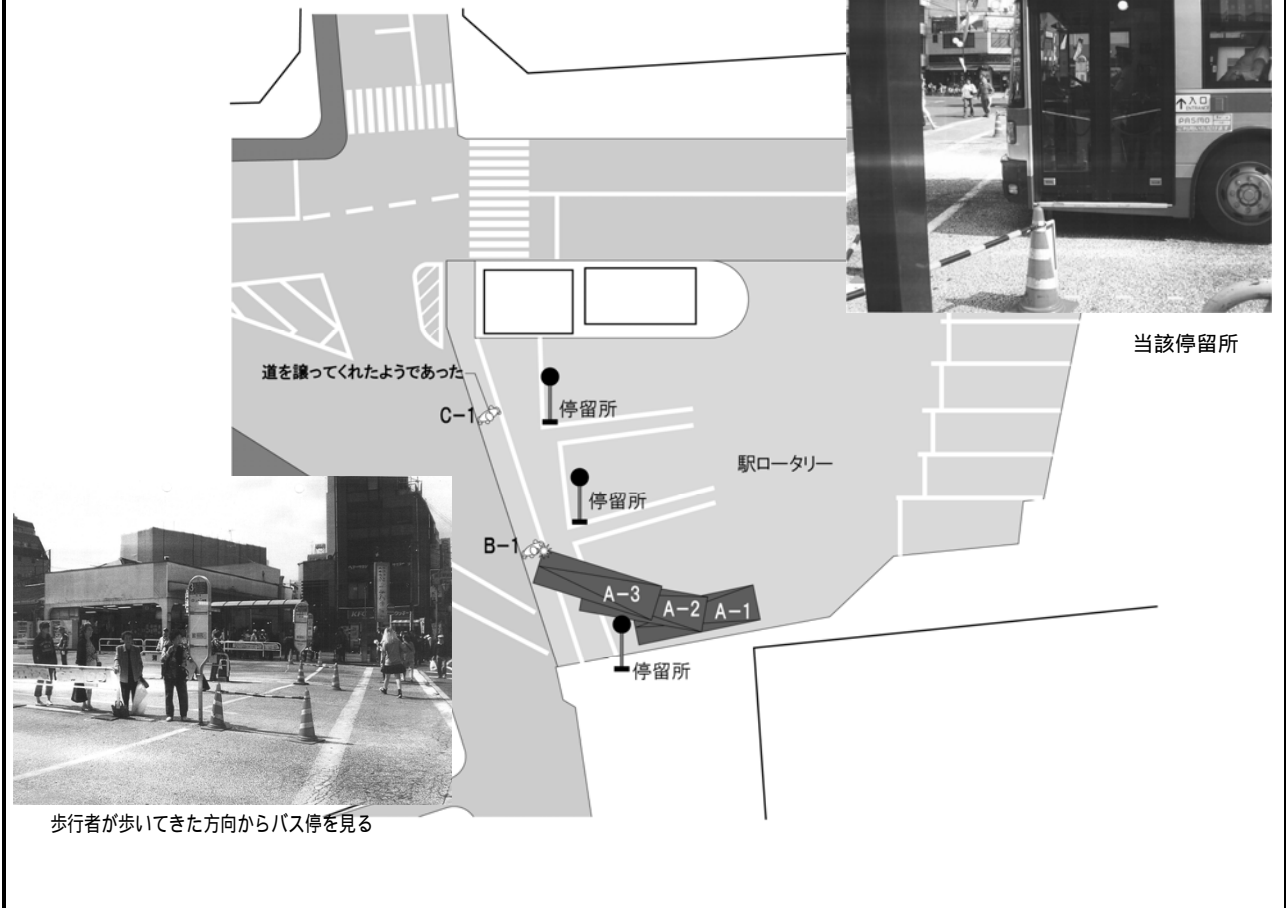 ↑入口
ENTRANCE
PASMO
当該停留所
道を譲ってくれたようであった
C-1
停留所
駅ロータリー
停留所
B-1
A-3
A-2
A-1
停留所
歩行者が歩いてきた方向からバス停を見る